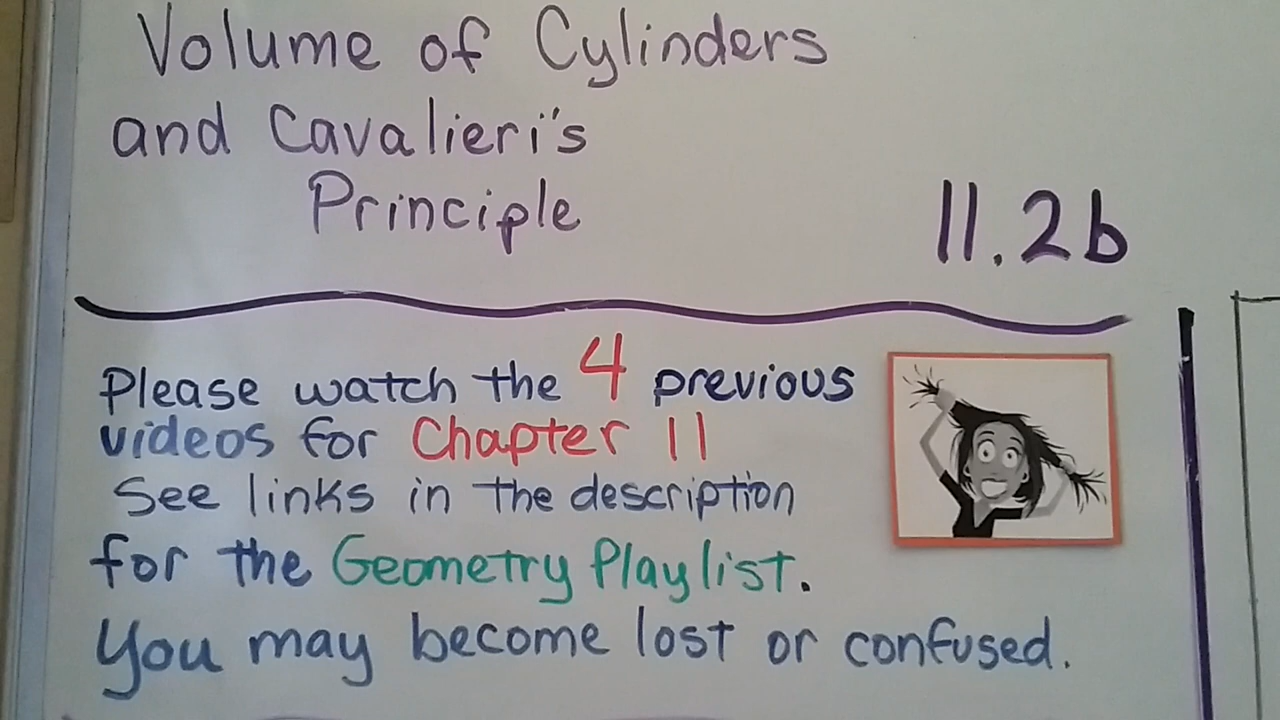 Volume of Cylinders
and Cavalieri's
Principle
11.2b
Please watch the 4 previous
videos for Chapter 11
See links in the description
for the Geometry Playlist.
You may become lost or confused.